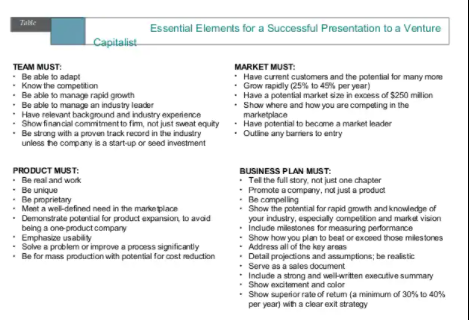 Table
Essential Elements for a Successful Presentation to a Venture
Capitalist
TEAM MUST:
• Be able to adapt
• Know the competition
• Be able to manage rapid growth
• Be able to manage an industry leader
• Have relevant background and industry experience
• Show financial commitment to firm, not just sweat equity
• Be strong with a proven track record in the industry
unless the company is a start-up or seed investment
MARKET MUST:
• Have current customers and the potential for many more
• Grow rapidly (25% to 45% per year)
• Have a potential market size in excess of $250 million
• Show where and how you are competing in the
marketplace
• Have potential to become a market leader
• Outline any barriers to entry
PRODUCT MUST:
• Be real and work
• Be unique
• Be proprietary
• Meet a well-defined need in the marketplace
• Demonstrate potential for product expansion, to avoid
being a one-product company
• Emphasize usability
• Solve a problem or improve a process significantly
• Be for mass production with potential for cost reduction
BUSINESS PLAN MUST:
• Tell the full story, not just one chapter
• Promote a company, not just a product
• Be compelling
• Show the potential for rapid growth and knowledge of
your industry, especially competition and market vision
• Include milestones for measuring performance
• Show how you plan to beat or exceed those milestones
• Address all of the key areas
• Detail projections and assumptions; be realistic
• Serve as a sales document
• Include a strong and well-written executive summary
• Show excitement and color
• Show superior rate of return (a minimum of 30% to 40%
per year) with a clear exit strategy